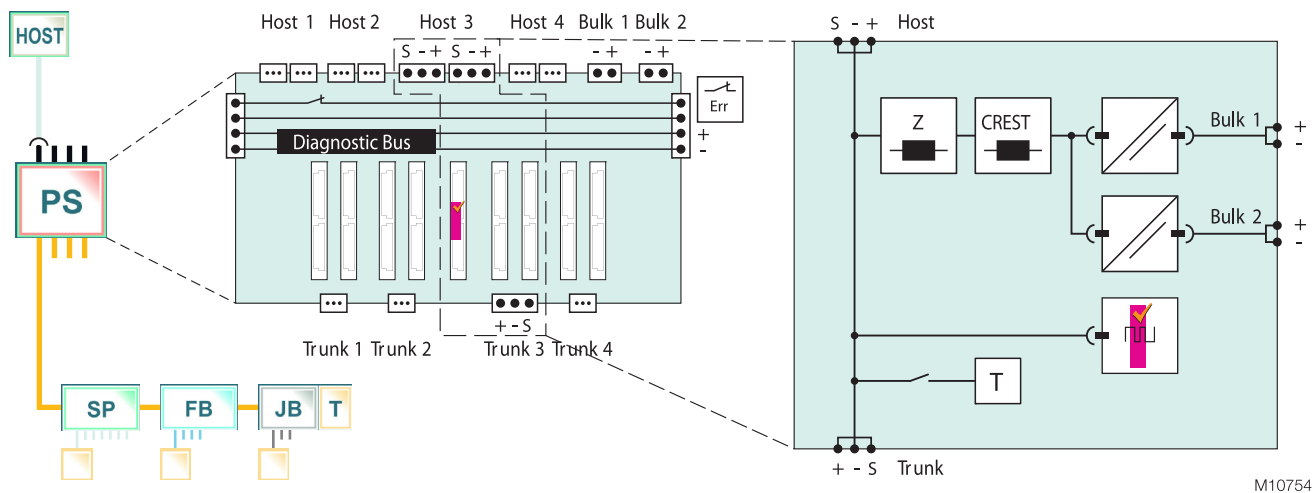 HOST
PS
SP
FB
JB
T
Host 1
Host 2
Host 3
Host 4
Bulk 1
Bulk 2
S - +
S - +
- +
- +
Err
+
-
Diagnostic Bus
+ - S
Trunk 1
Trunk 2
Trunk 3
Trunk 4
S - +
Host
Z
CREST
Bulk 1
+
-
Bulk 2
+
-
T
+ - S
Trunk
M10754